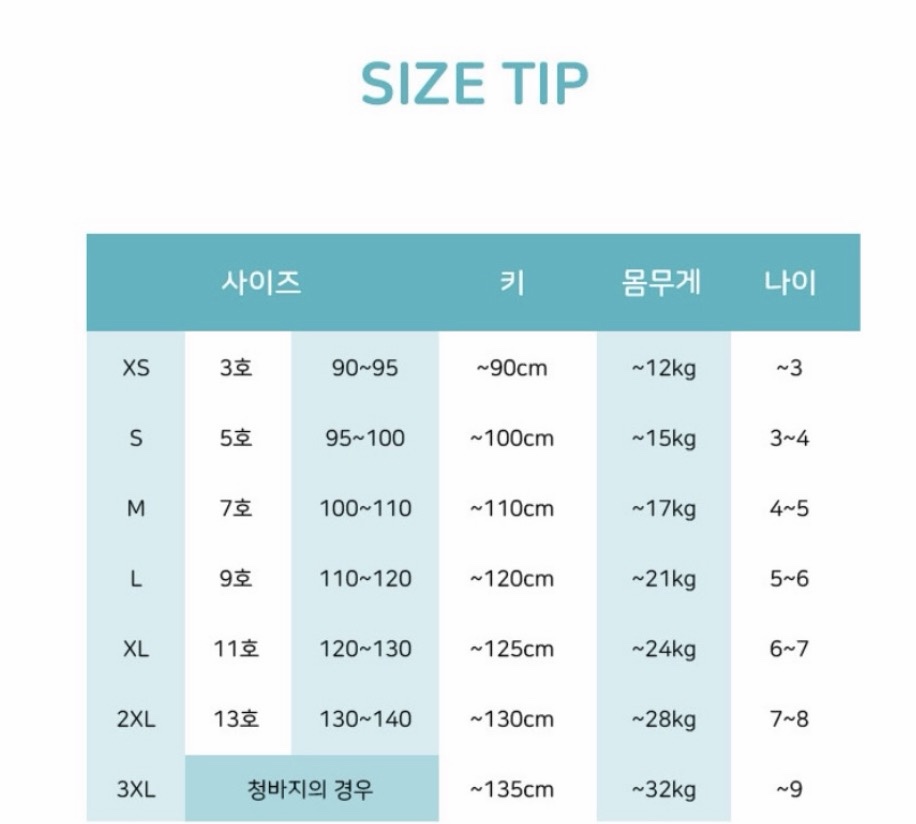 SIZE TIP
사이즈 키 몸무게 나이
XS 3호 90~95 ~90cm ~12kg ~3
S 5호 95~100 ~100cm ~15kg 3~4
M 7호 100~110 ~110cm ~17kg 4~5
L 9호 110~120 ~120cm ~21kg 5~6
XL 11호 120~130 ~125cm ~24kg 6~7
2XL 13호 130~140 ~130cm ~28kg 7~8
3XL 청바지의 경우 ~135cm ~32kg ~9